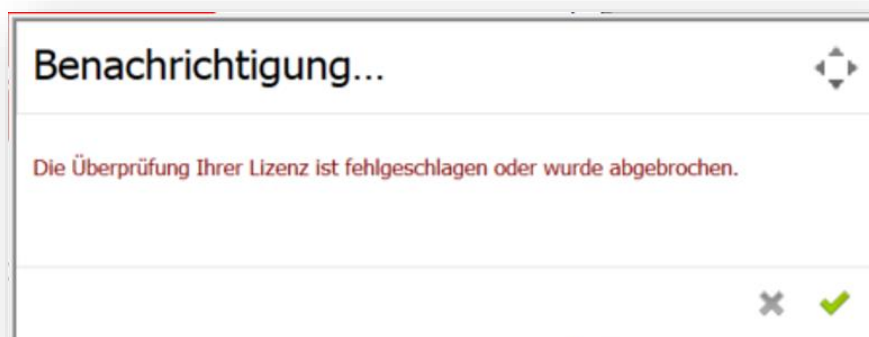 Benachrichtigung...
Die Überprüfung Ihrer Lizenz ist fehlgeschlagen oder wurde abgebrochen.